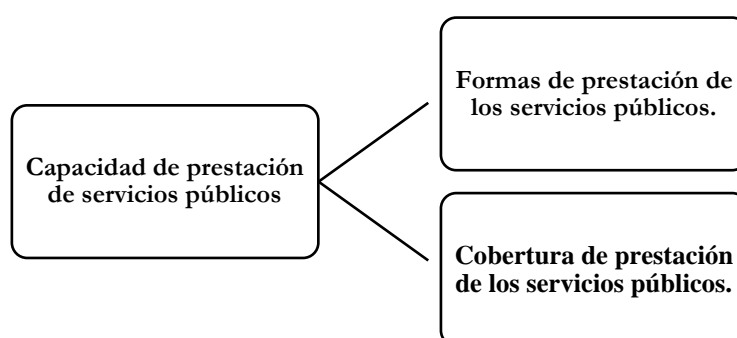 Formas de prestación de
los servicios públicos.
Capacidad de prestación
de servicios públicos
Cobertura de prestación
de los servicios públicos.